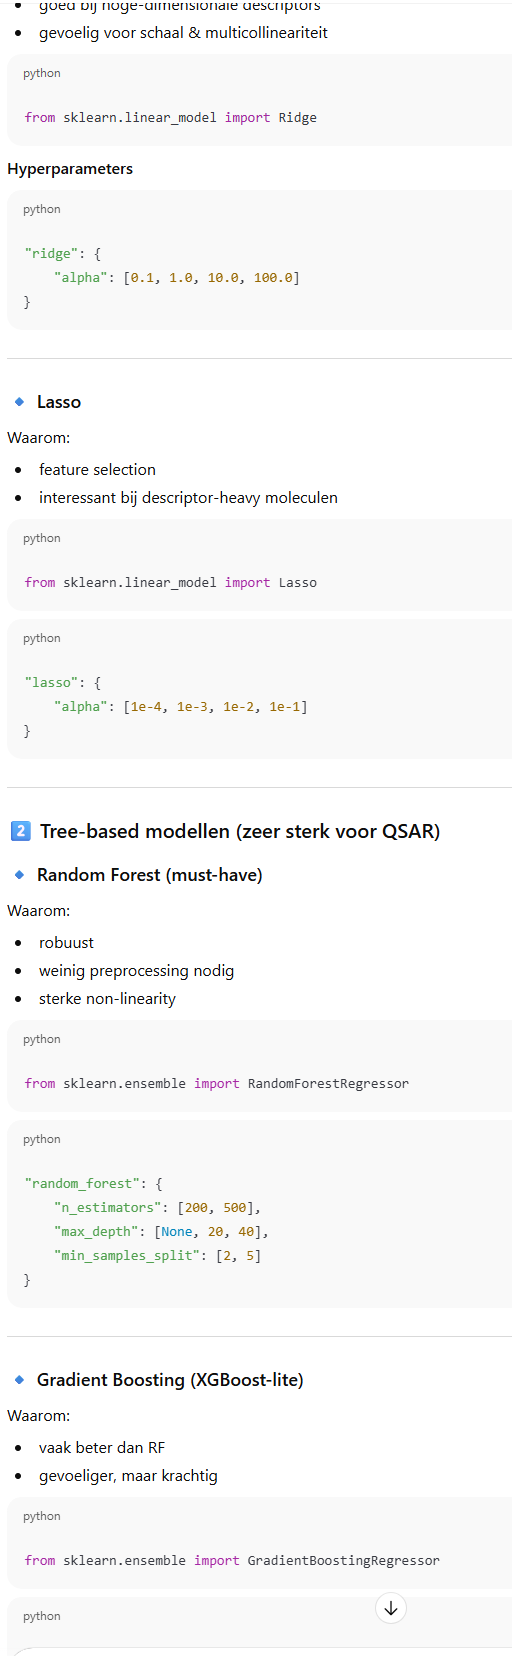 goed bij hoge-dimensionale descriptors
gevoelig voor schaal & multicollineariteit
python
from sklearn.linear_model import Ridge
Hyperparameters
python
"ridge": {
    "alpha": [0.1, 1.0, 10.0, 100.0]
}
Lasso
Waarom:
feature selection
interessant bij descriptor-heavy moleculen
python
from sklearn.linear_model import Lasso
python
"lasso": {
    "alpha": [1e-4, 1e-3, 1e-2, 1e-1]
}
2 Tree-based modellen (zeer sterk voor QSAR)
Random Forest (must-have)
Waarom:
robuust
weinig preprocessing nodig
sterke non-linearity
python
from sklearn.ensemble import RandomForestRegressor
python
"random_forest": {
    "n_estimators": [200, 500],
    "max_depth": [None, 20, 40],
    "min_samples_split": [2, 5]
}
Gradient Boosting (XGBoost-lite)
Waarom:
vaak beter dan RF
gevoeliger, maar krachtig
python
from sklearn.ensemble import GradientBoostingRegressor
python